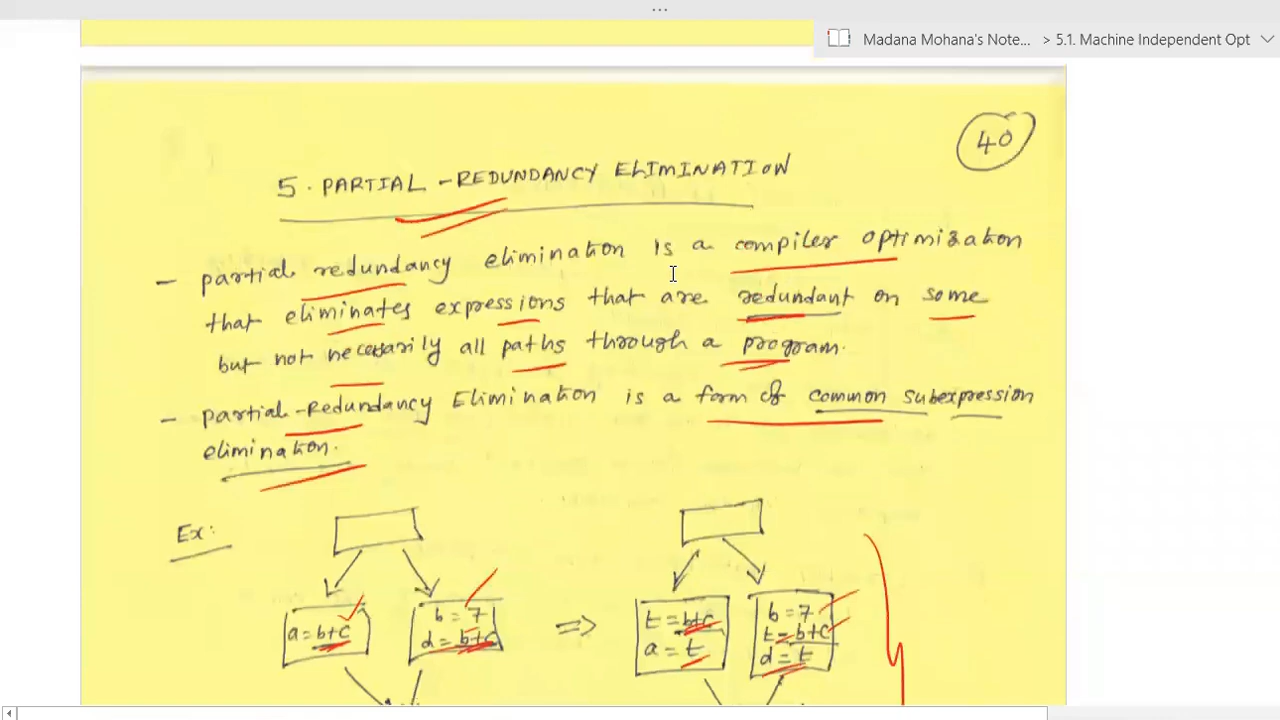 Madana Mohana's Note... > 5.1. Machine Independent Opt
40
5. PARTIAL-REDUNDANCY ELIMINATION
- partial redundancy elimination is a compiler optimization
that eliminates expressions that are redundant on some
but not necessarily all paths through a program.
- partial-Redundancy Elimination is a form of common subexpression
elimination.
Ex:
a = b+c
b = 7
d = b+c
=>
t = b+c
a = t
b = 7
t = b+c
d = t